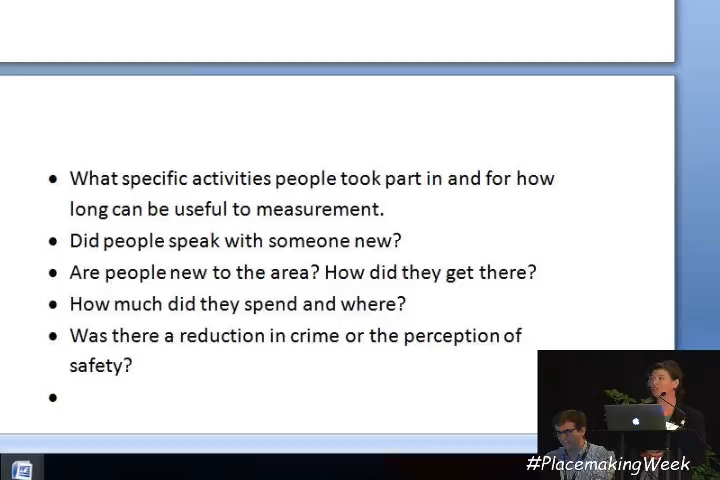 What specific activities people took part in and for how
long can be useful to measurement.
Did people speak with someone new?
Are people new to the area? How did they get there?
How much did they spend and where?
Was there a reduction in crime or the perception of
safety?
#PlacemakingWeek